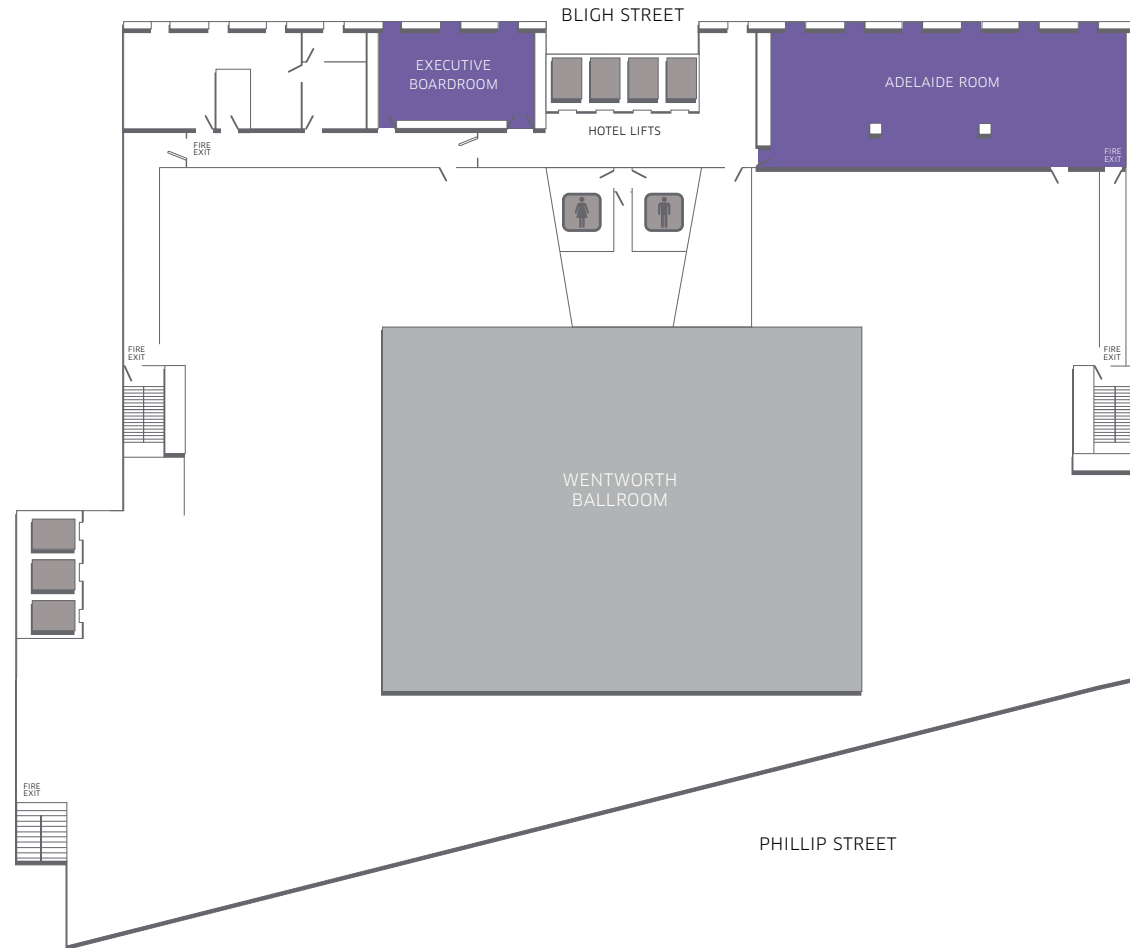 BLIGH STREET
EXECUTIVE
BOARDROOM
ADELAIDE ROOM
HOTEL LIFTS
FIRE
EXIT
FIRE
EXIT
FIRE
EXIT
FIRE
EXIT
WENTWORTH
BALLROOM
FIRE
EXIT
PHILLIP STREET